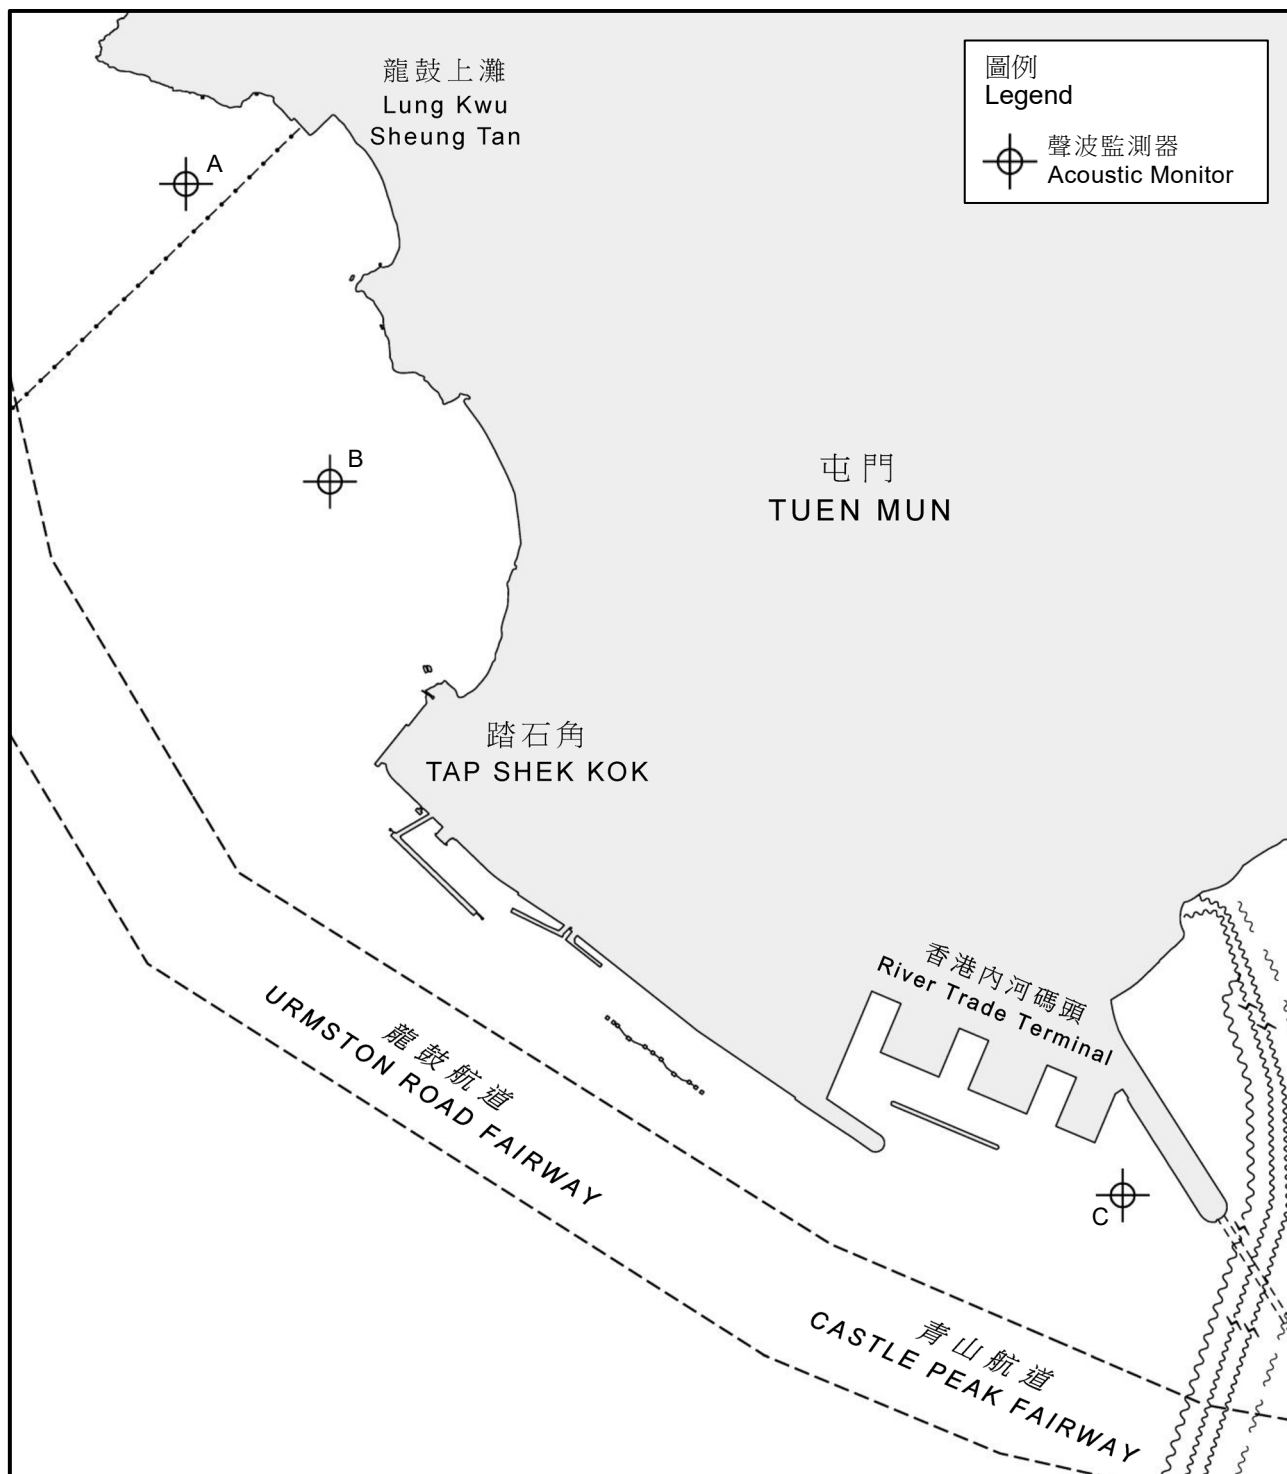 龍鼓上灘
Lung Kwu
Sheung Tan
圖例
Legend
聲波監測器
Acoustic Monitor
A
B
屯門
TUEN MUN
踏石角
TAP SHEK KOK
香港內河碼頭
River Trade Terminal
龍鼓航道
URMSTON ROAD FAIRWAY
C
青山航道
CASTLE PEAK FAIRWAY